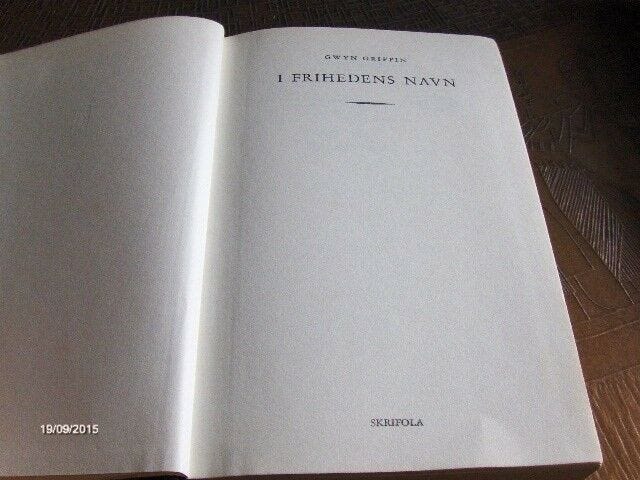 GWYN GRIFFIN
I FRIHEDENS NAVN
SKRIFOLA
19/09/2015